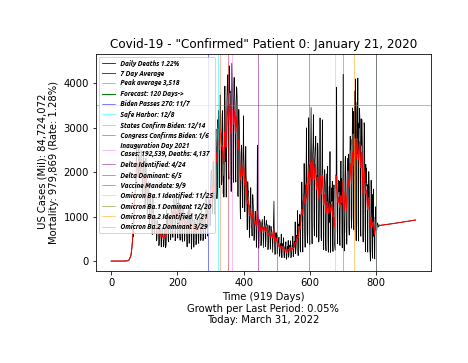 Covid-19 - "Confirmed" Patient 0: January 21, 2020
Daily Deaths 1.22%
7 Day Average
Peak average 3,518
Forecast: 120 Days->
Biden Passes 270: 11/7
Safe Harbor: 12/8
States Confirm Biden: 12/14
Congress Confirms Biden: 1/6
Inauguration Day 2021
Cases: 192,539, Deaths: 4,137
Delta Identified: 4/24
Delta Dominant: 6/5
Vaccine Mandate: 9/9
Omicron Ba.1 Identified: 11/25
Omicron Ba.1 Dominant 12/20
Omicron Ba.2 Identified 1/21
Omicron Ba.2 Dominant 3/29
US Cases (Mil): 84,724,072
Mortality: 979,869 (Rate: 1.28%)
4000
3000
2000
1000
0
0 200 400 600 800
Time (919 Days)
Growth per Last Period: 0.05%
Today: March 31, 2022